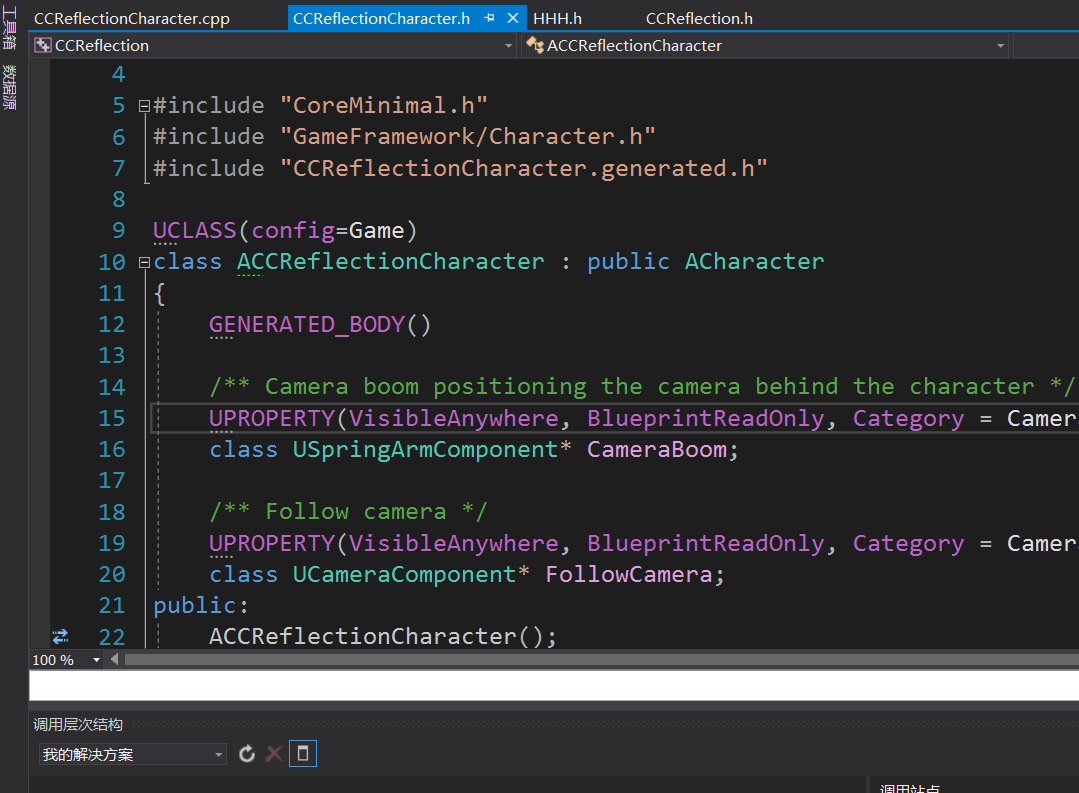 工具箱
数据源
CCReflectionCharacter.cpp
CCReflectionCharacter.h
HHH.h
CCReflection.h
CCReflection
ACCReflectionCharacter
4
5 #include "CoreMinimal.h"
6 #include "GameFramework/Character.h"
7 #include "CCReflectionCharacter.generated.h"
8
9 UCLASS(config=Game)
10 class ACCReflectionCharacter : public ACharacter
11 {
12 GENERATED_BODY()
13
14 /** Camera boom positioning the camera behind the character */
15 UPROPERTY(VisibleAnywhere, BlueprintReadOnly, Category = Camer
16 class USpringArmComponent* CameraBoom;
17
18 /** Follow camera */
19 UPROPERTY(VisibleAnywhere, BlueprintReadOnly, Category = Camer
20 class UCameraComponent* FollowCamera;
21 public:
22 ACCReflectionCharacter();
100 %
调用层次结构
我的解决方案
调用站点